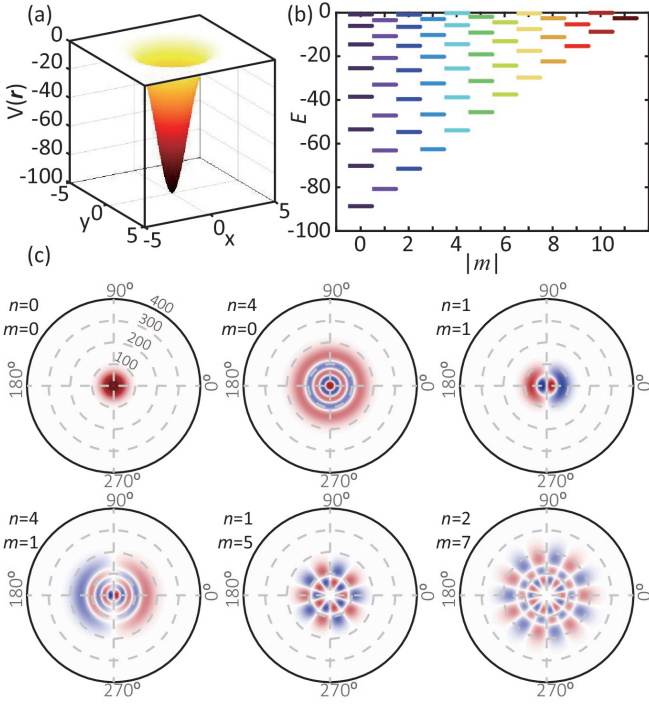 (a)
0
-20
-40
-60
-80
-100
V(r)
-5
0
5
y
-5
0
5
x
(b)
0
-20
-40
-60
-80
-100
E
0 2 4 6 8 10
|m|
(c)
n=0
m=0
90º
180º
0º
270º
100
200
300
400
n=4
m=0
90º
180º
0º
270º
n=1
m=1
90º
180º
0º
270º
n=4
m=1
90º
180º
0º
270º
n=1
m=5
90º
180º
0º
270º
n=2
m=7
90º
180º
0º
270º